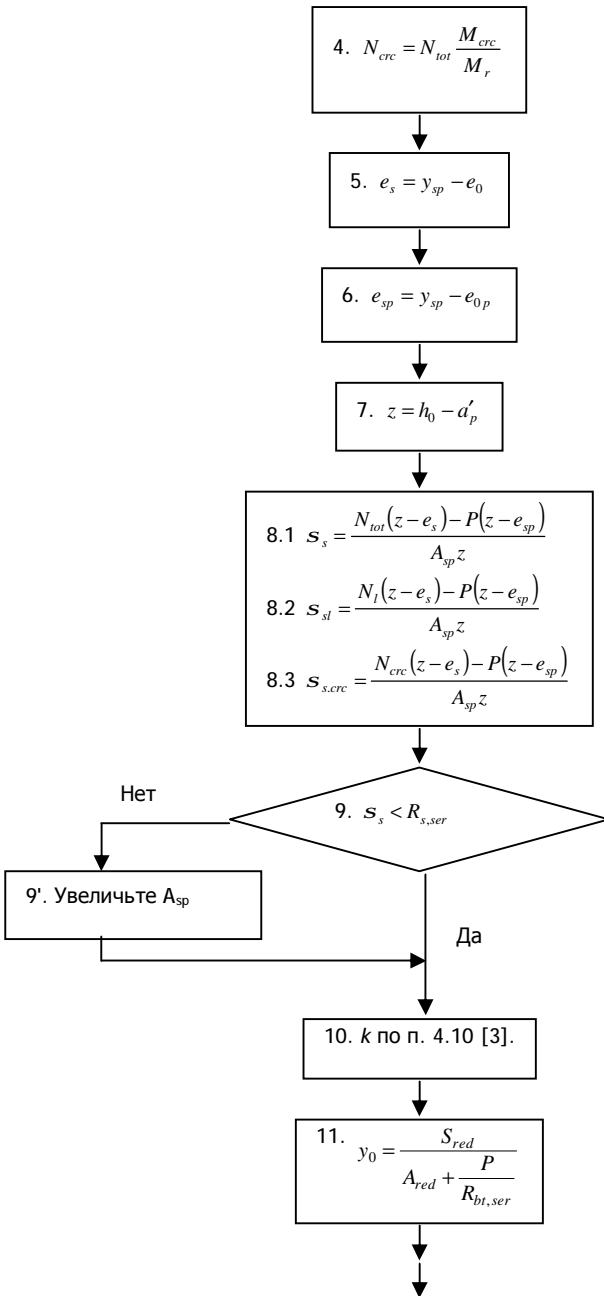 4. N_crc = N_tot M_crc / M_r
5. e_s = y_sp − e_0
6. e_sp = y_sp − e_0p
7. z = h_0 − a′_p
8.1 s_s = N_tot(z − e_s) − P(z − e_sp) / A_sp z
8.2 s_sl = N_l(z − e_s) − P(z − e_sp) / A_sp z
8.3 s_s.crc = N_crc(z − e_s) − P(z − e_sp) / A_sp z
9. s_s < R_s,ser
Нет
9'. Увеличьте A_sp
Да
10. k по п. 4.10 [3].
11. y_0 = S_red / A_red + P / R_bt,ser